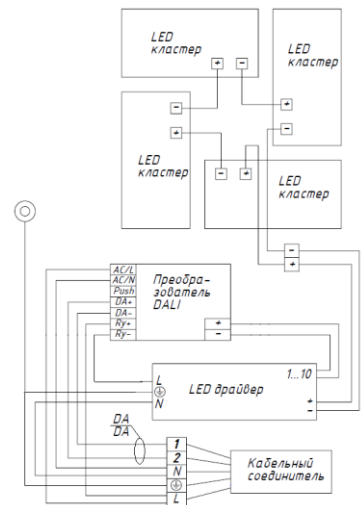 LED
кластер
+ -
LED
кластер
+
-
LED
кластер
-
+
- +
LED
кластер
-
+
AC/L
AC/N
Push
DA+
DA-
Ry+
Ry-
Преобра-
зователь
DALI
+
-
1...10
L
N
LED драйвер
+
-
DA
DA
1
2
N
L
Кабельный
соединитель